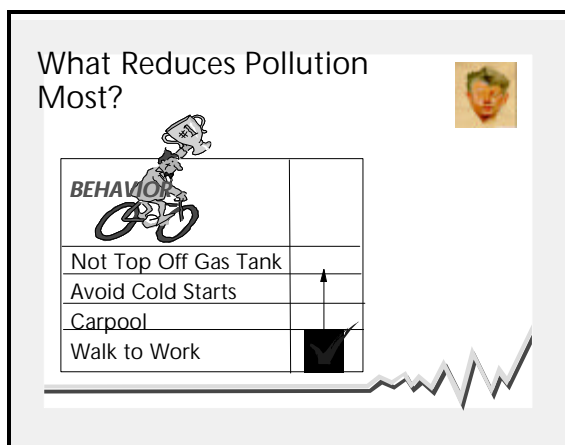 What Reduces Pollution
Most?
#1
BEHAVIOR
Not Top Off Gas Tank
Avoid Cold Starts
Carpool
Walk to Work